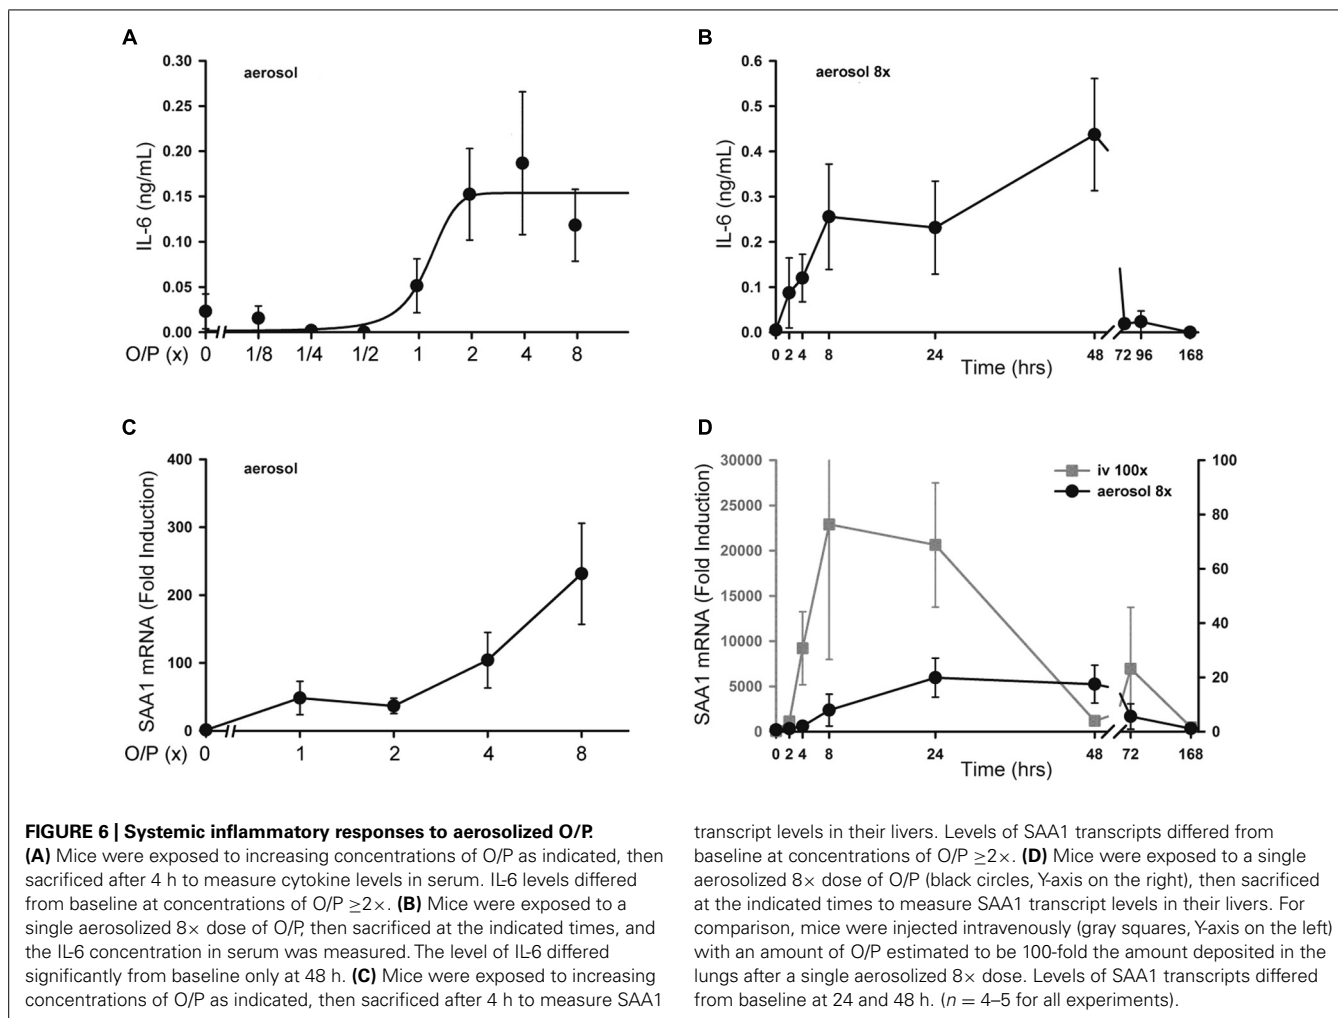 A
0.30
0.25
0.20
0.15
0.10
0.05
0.00
IL-6 (ng/mL)
aerosol
O/P (x) 0 1/8 1/4 1/2 1 2 4 8
B
0.6
0.5
0.4
0.3
0.2
0.1
0.0
IL-6 (ng/mL)
aerosol 8x
0 2 4 8 24 48 72 96 168
Time (hrs)
C
400
300
200
100
0
SAA1 mRNA (Fold Induction)
aerosol
O/P (x) 0 1 2 4 8
D
30000
25000
20000
15000
10000
5000
0
SAA1 mRNA (Fold Induction)
iv 100x
aerosol 8x
100
80
60
40
20
0
0 2 4 8 24 48 72 168
Time (hrs)
FIGURE 6 | Systemic inflammatory responses to aerosolized O/P.
(A) Mice were exposed to increasing concentrations of O/P as indicated, then
sacrificed after 4 h to measure cytokine levels in serum. IL-6 levels differed
from baseline at concentrations of O/P ≥2×. (B) Mice were exposed to a
single aerosolized 8× dose of O/P, then sacrificed at the indicated times, and
the IL-6 concentration in serum was measured. The level of IL-6 differed
significantly from baseline only at 48 h. (C) Mice were exposed to increasing
concentrations of O/P as indicated, then sacrificed after 4 h to measure SAA1
transcript levels in their livers. Levels of SAA1 transcripts differed from
baseline at concentrations of O/P ≥2×. (D) Mice were exposed to a single
aerosolized 8× dose of O/P (black circles, Y-axis on the right), then sacrificed
at the indicated times to measure SAA1 transcript levels in their livers. For
comparison, mice were injected intravenously (gray squares, Y-axis on the left)
with an amount of O/P estimated to be 100-fold the amount deposited in the
lungs after a single aerosolized 8× dose. Levels of SAA1 transcripts differed
from baseline at 24 and 48 h. (n = 4–5 for all experiments).